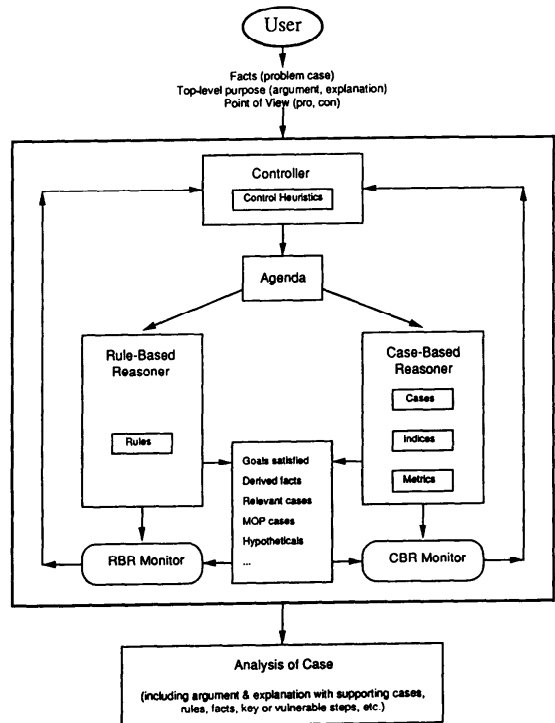 User
Facts (problem case)
Top-level purpose (argument, explanation)
Point of View (pro, con)
Controller
Control Heuristics
Agenda
Rule-Based
Reasoner
Rules
Case-Based
Reasoner
Cases
Indices
Metrics
Goals satisfied
Derived facts
Relevant cases
MOP cases
Hypotheticals
...
RBR Monitor
CBR Monitor
Analysis of Case
(including argument & explanation with supporting cases,
rules, facts, key or vulnerable steps, etc.)